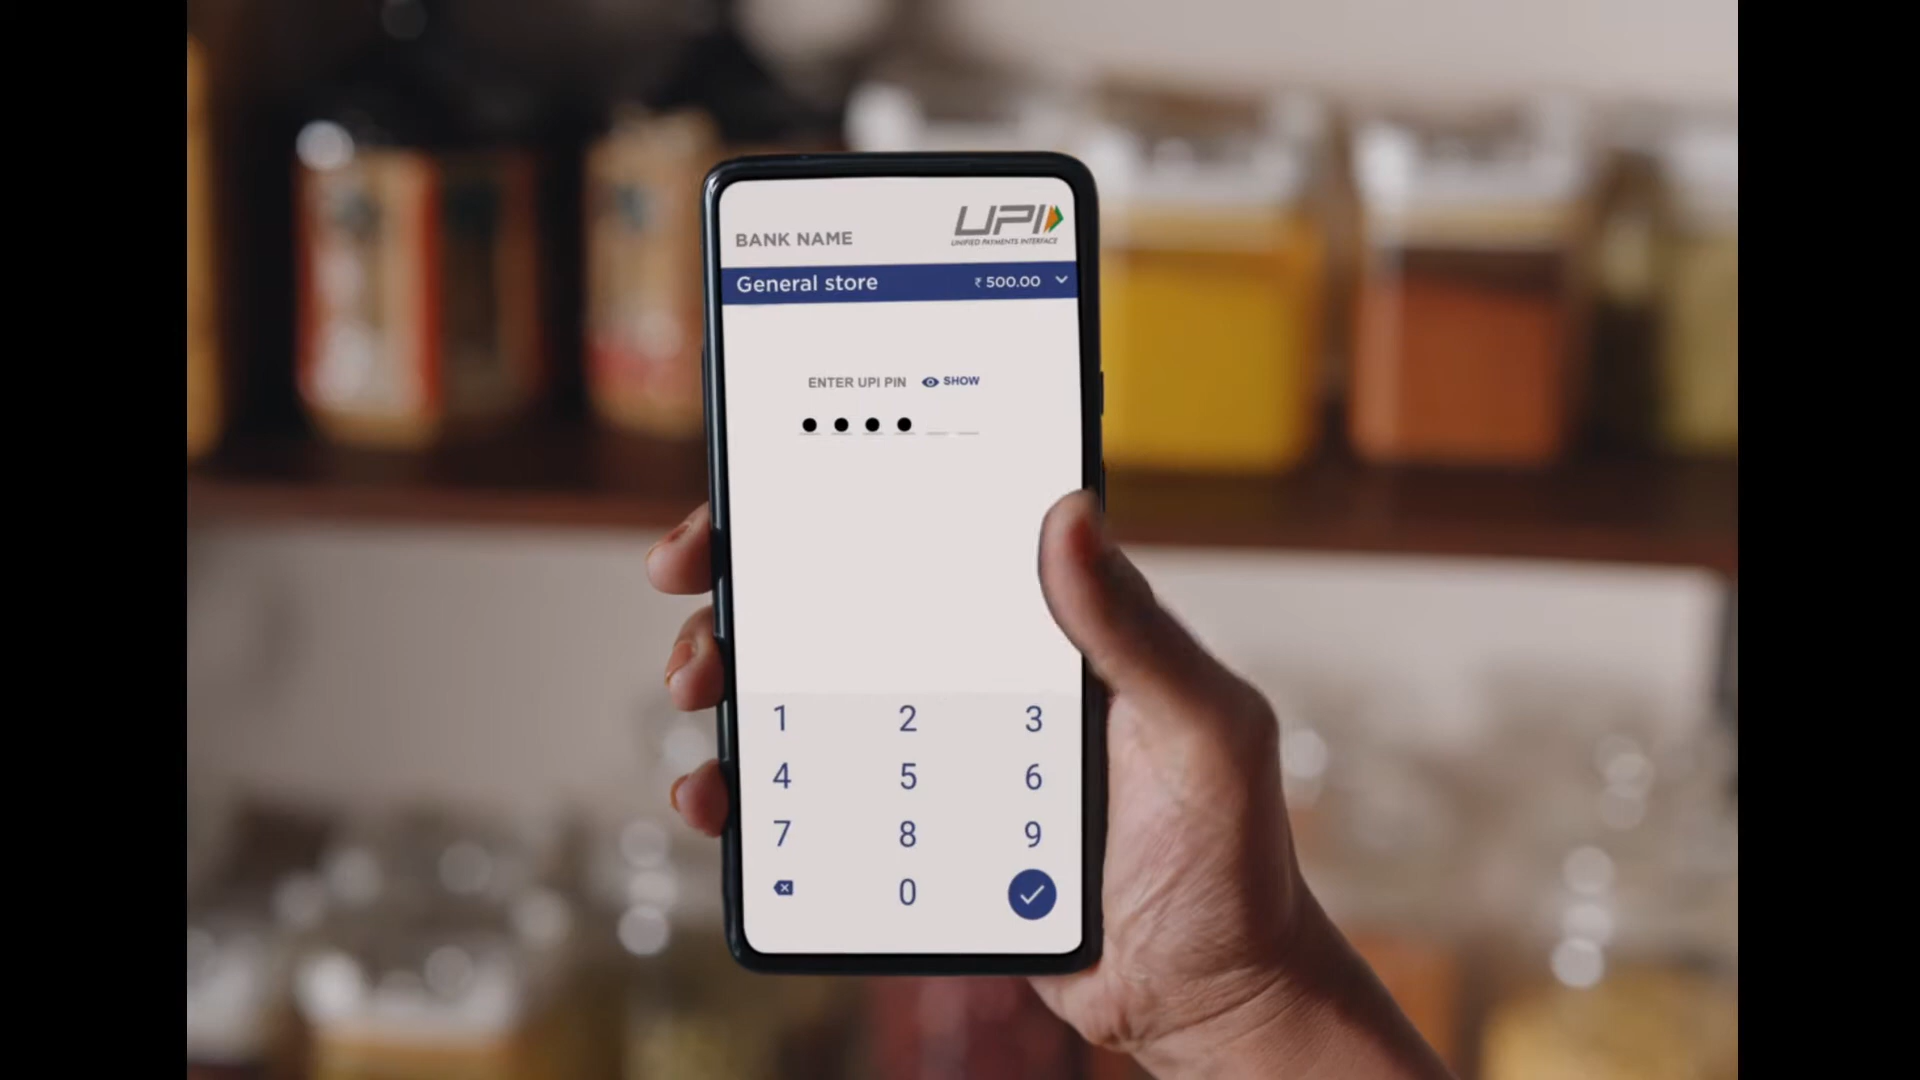 BANK NAME
UPI
UNIFIED PAYMENTS INTERFACE
General store ₹ 500.00
ENTER UPI PIN SHOW
1 2 3
4 5 6
7 8 9
0